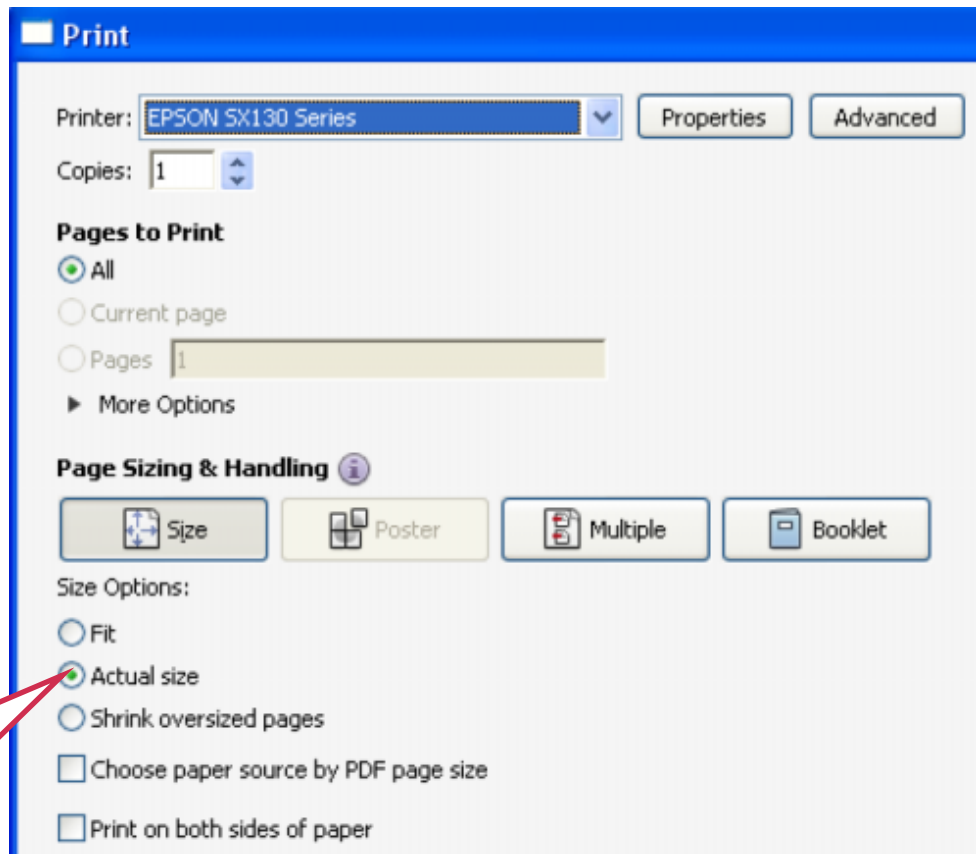 Print
Printer: EPSON SX130 Series Properties Advanced
Copies: 1
Pages to Print
All
Current page
Pages 1
More Options
Page Sizing & Handling i
Size Poster Multiple Booklet
Size Options:
Fit
Actual size
Shrink oversized pages
Choose paper source by PDF page size
Print on both sides of paper